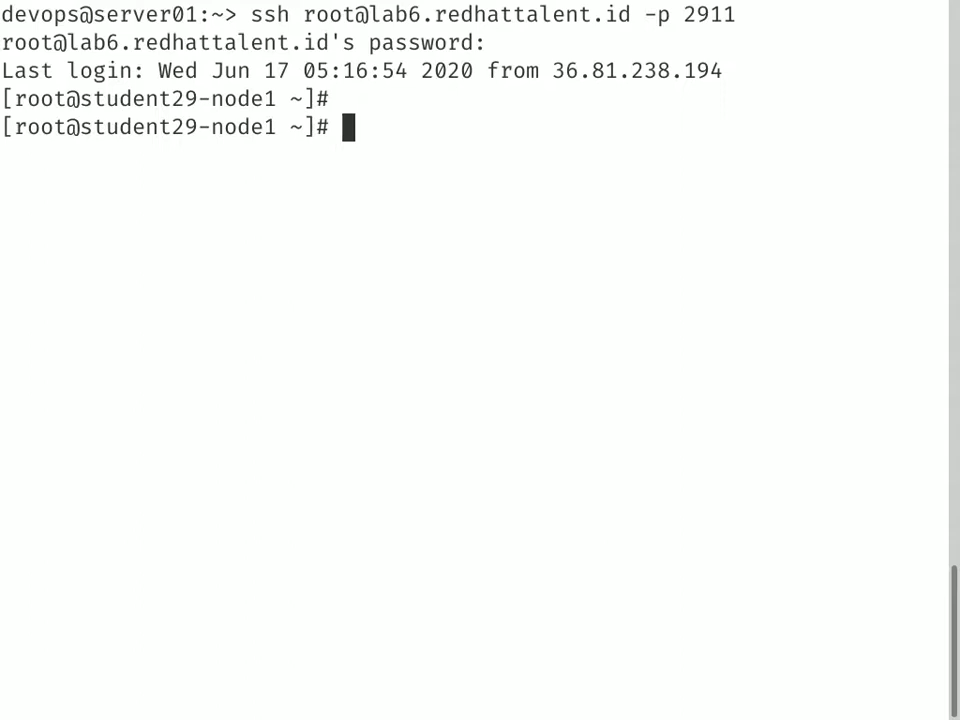 devops@server01:~> ssh root@lab6.redhattalent.id -p 2911
root@lab6.redhattalent.id's password:
Last login: Wed Jun 17 05:16:54 2020 from 36.81.238.194
[root@student29-node1 ~]#
[root@student29-node1 ~]#